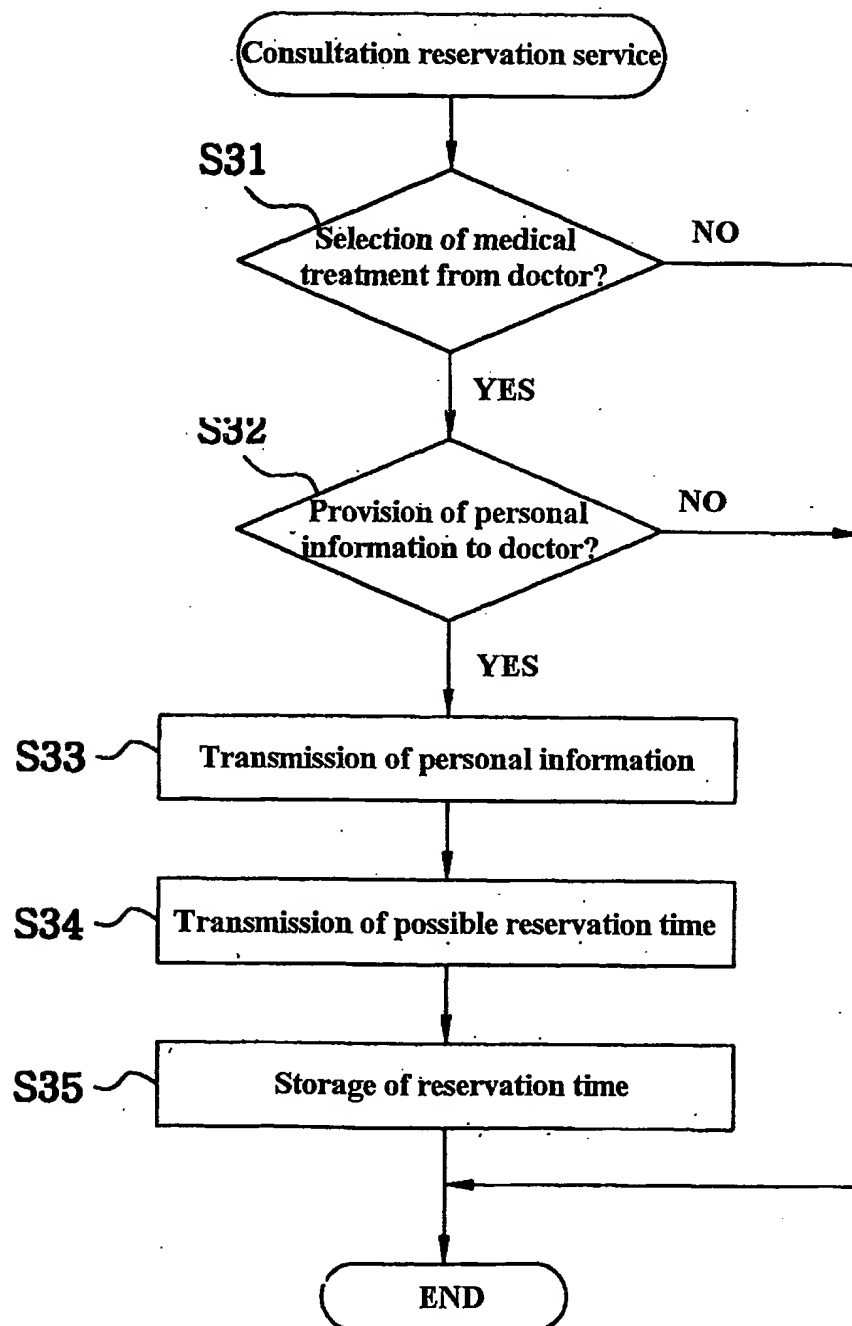 Consultation reservation service
S31
Selection of medical
treatment from doctor?
NO
YES
S32
Provision of personal
information to doctor?
NO
YES
S33
Transmission of personal information
S34
Transmission of possible reservation time
S35
Storage of reservation time
END